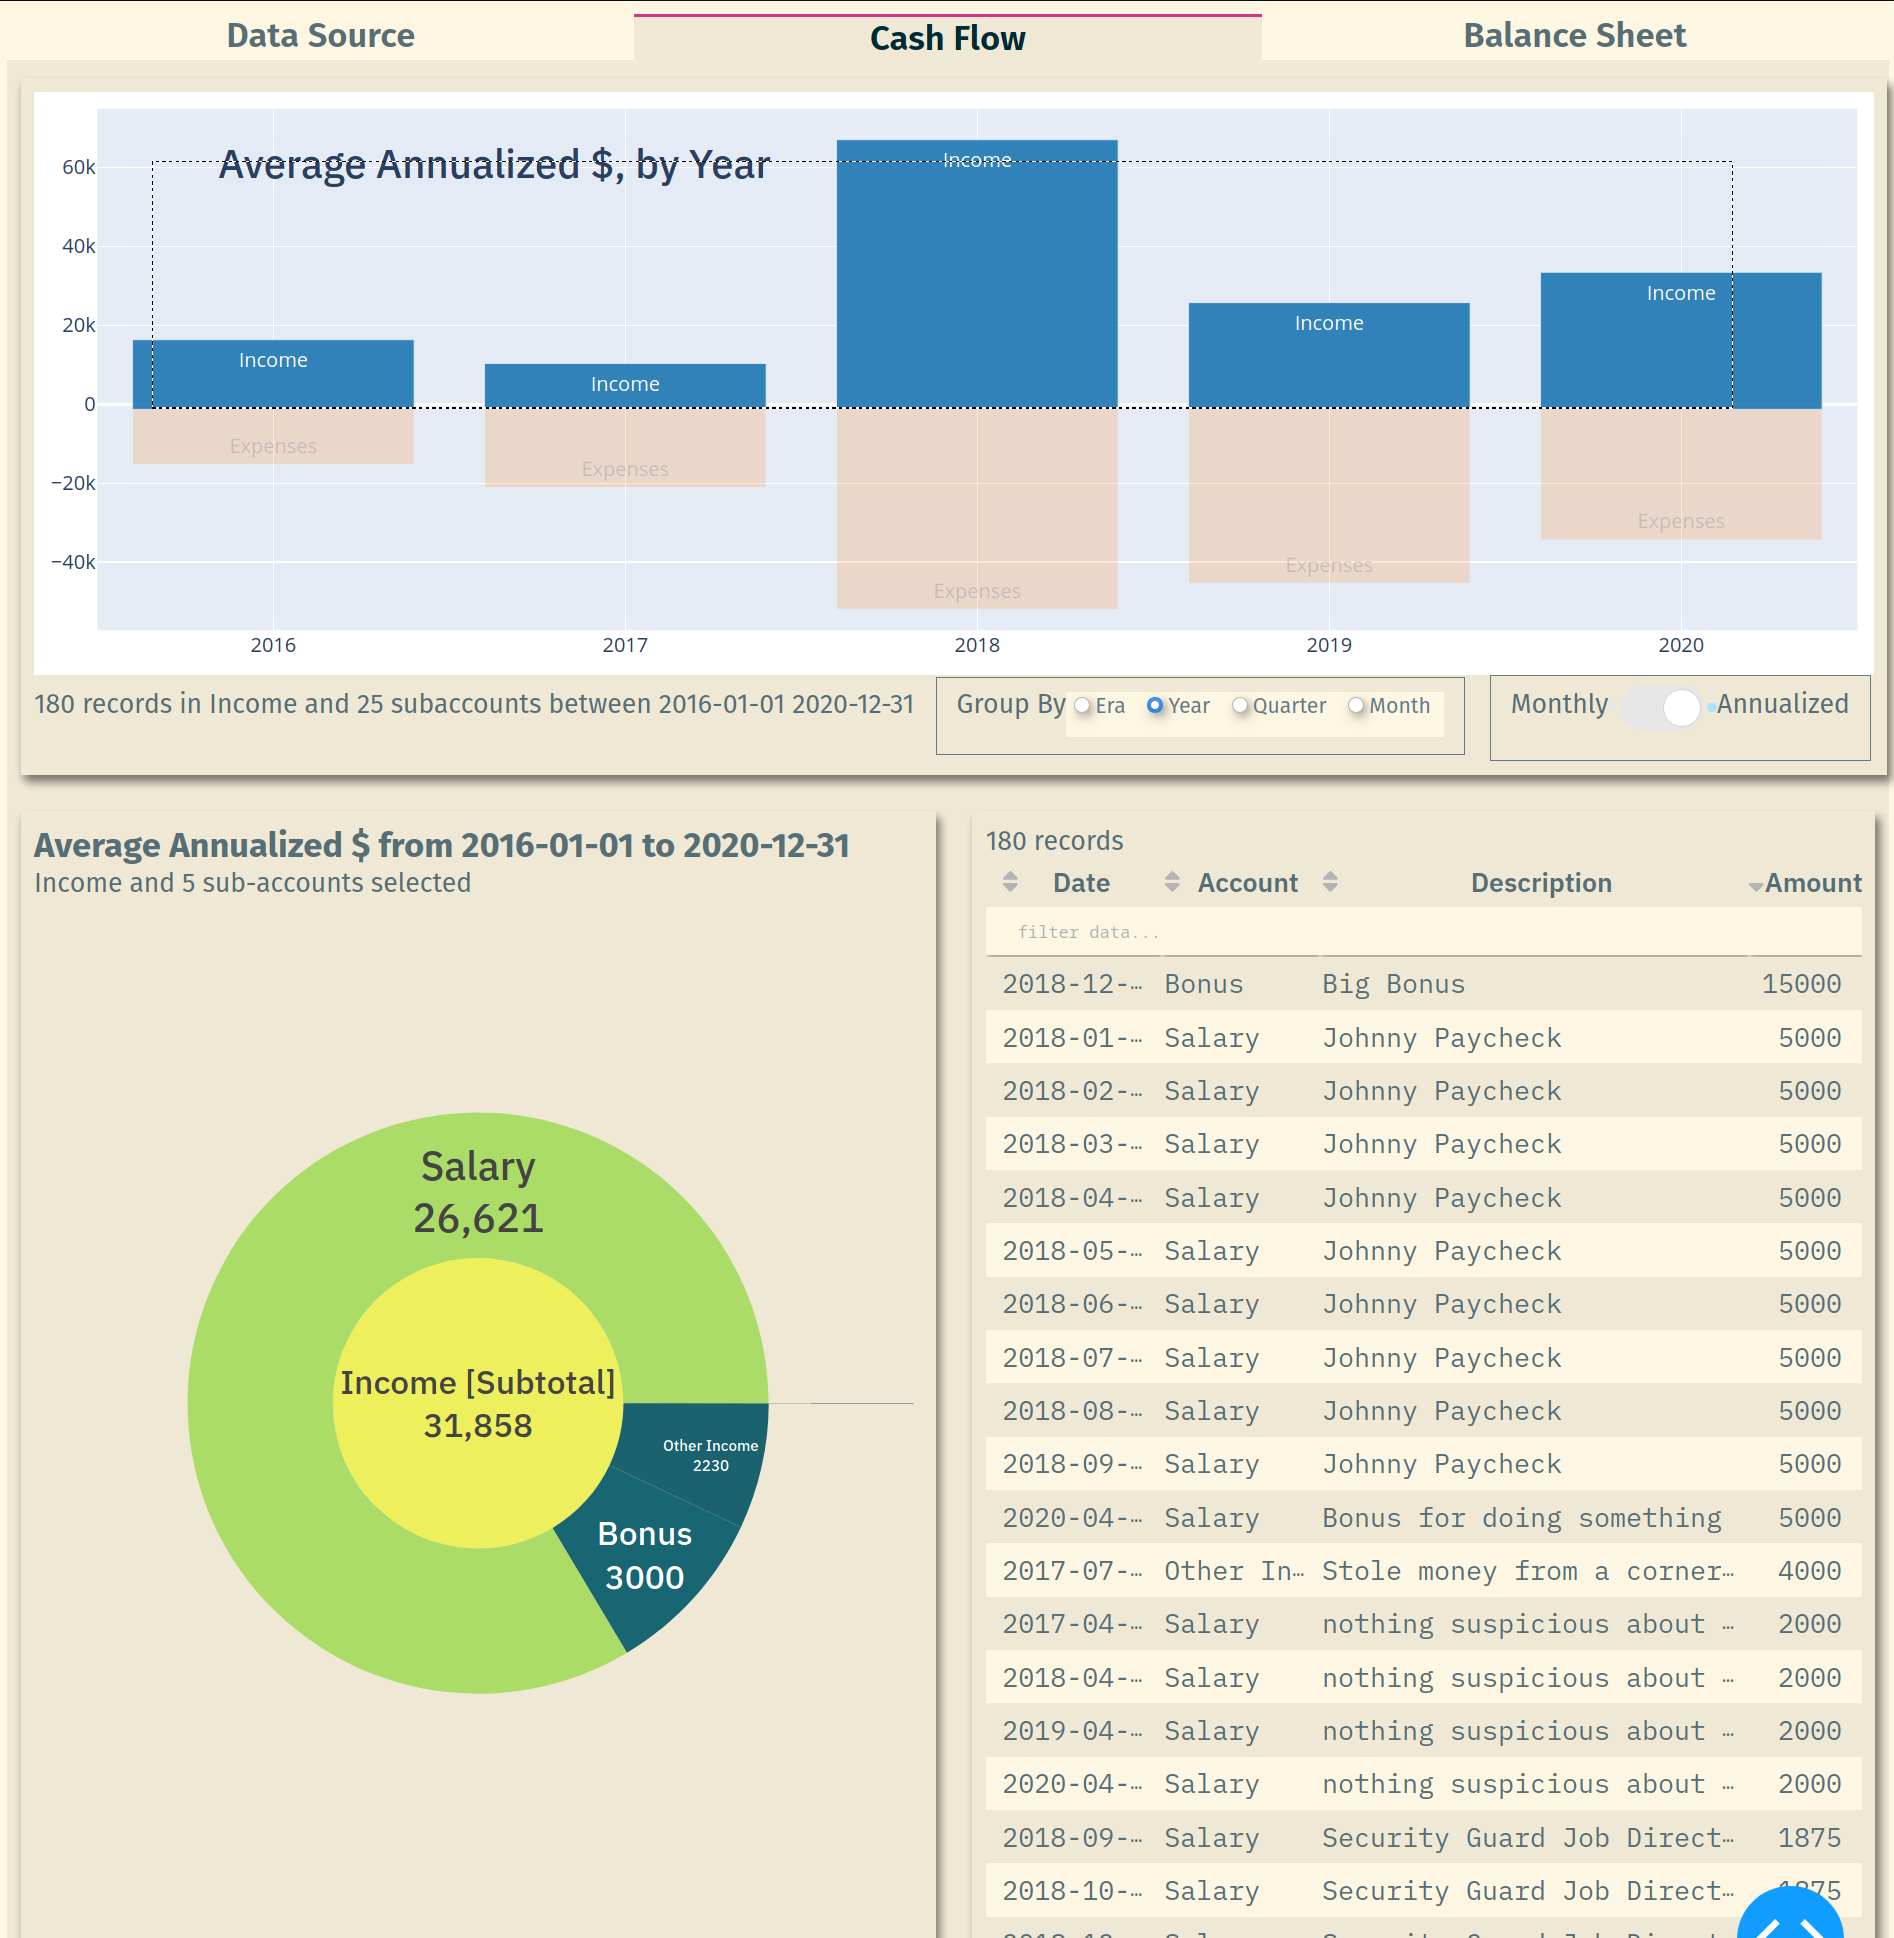 Data Source Cash Flow Balance Sheet
Average Annualized $, by Year
60k
40k
20k
0
−20k
−40k
Income
Income
Income
Income
Income
Expenses
Expenses
Expenses
Expenses
Expenses
2016 2017 2018 2019 2020
180 records in Income and 25 subaccounts between 2016-01-01 2020-12-31
Group By Era Year Quarter Month
Monthly Annualized
Average Annualized $ from 2016-01-01 to 2020-12-31
Income and 5 sub-accounts selected
Salary
26,621
Income [Subtotal]
31,858
Other Income
2230
Bonus
3000
180 records
Date Account Description Amount
filter data...
2018-12-… Bonus Big Bonus 15000
2018-01-… Salary Johnny Paycheck 5000
2018-02-… Salary Johnny Paycheck 5000
2018-03-… Salary Johnny Paycheck 5000
2018-04-… Salary Johnny Paycheck 5000
2018-05-… Salary Johnny Paycheck 5000
2018-06-… Salary Johnny Paycheck 5000
2018-07-… Salary Johnny Paycheck 5000
2018-08-… Salary Johnny Paycheck 5000
2018-09-… Salary Johnny Paycheck 5000
2020-04-… Salary Bonus for doing something 5000
2017-07-… Other In… Stole money from a corner… 4000
2017-04-… Salary nothing suspicious about … 2000
2018-04-… Salary nothing suspicious about … 2000
2019-04-… Salary nothing suspicious about … 2000
2020-04-… Salary nothing suspicious about … 2000
2018-09-… Salary Security Guard Job Direct… 1875
2018-10-… Salary Security Guard Job Direct… 1875